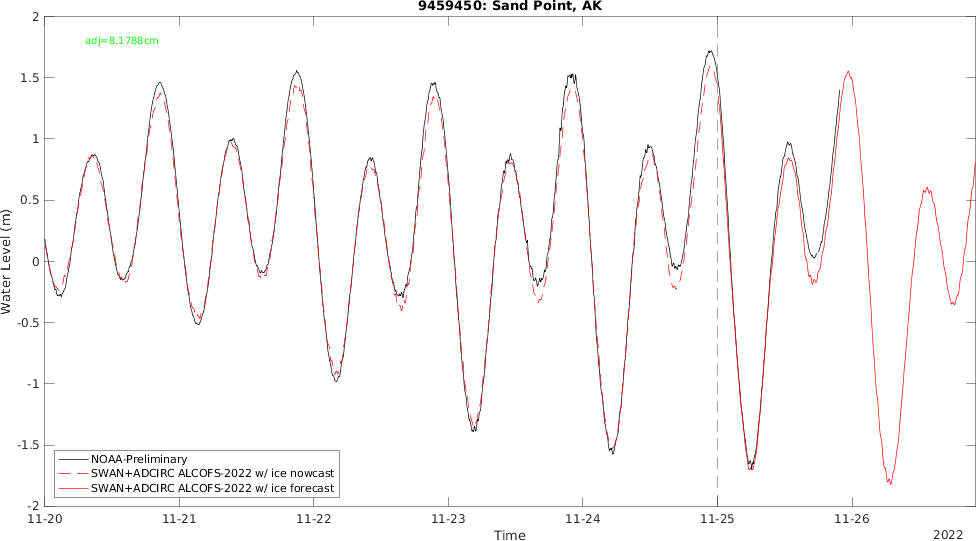 9459450: Sand Point, AK
adj=8.1788cm
2
1.5
1
0.5
0
-0.5
-1
-1.5
-2
Water Level (m)
NOAA-Preliminary
SWAN+ADCIRC ALCOFS-2022 w/ ice nowcast
SWAN+ADCIRC ALCOFS-2022 w/ ice forecast
11-20 11-21 11-22 11-23 11-24 11-25 11-26
Time
2022